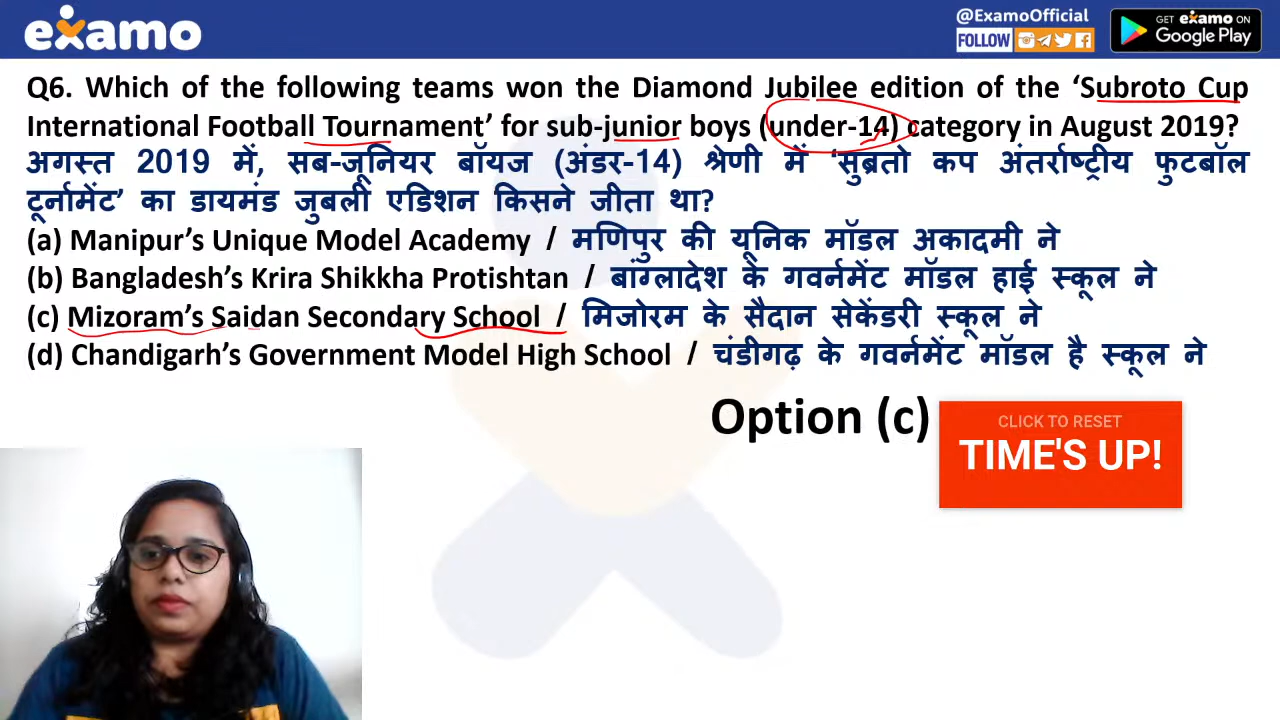 examo
@ExamoOfficial
FOLLOW
GET examo ON
Google Play
Q6. Which of the following teams won the Diamond Jubilee edition of the ‘Subroto Cup
International Football Tournament’ for sub-junior boys (under-14) category in August 2019?
अगस्त 2019 में, सब-जूनियर बॉयज (अंडर-14) श्रेणी में ‘सुब्रतो कप अंतर्राष्ट्रीय फुटबॉल
टूर्नामेंट’ का डायमंड जुबली एडिशन किसने जीता था?
(a) Manipur’s Unique Model Academy / मणिपुर की यूनिक मॉडल अकादमी ने
(b) Bangladesh’s Krira Shikkha Protishtan / बांग्लादेश के गवर्नमेंट मॉडल हाई स्कूल ने
(c) Mizoram’s Saidan Secondary School / मिजोरम के सैदान सेकेंडरी स्कूल ने
(d) Chandigarh’s Government Model High School / चंडीगढ़ के गवर्नमेंट मॉडल है स्कूल ने
Option (c)
CLICK TO RESET
TIME'S UP!